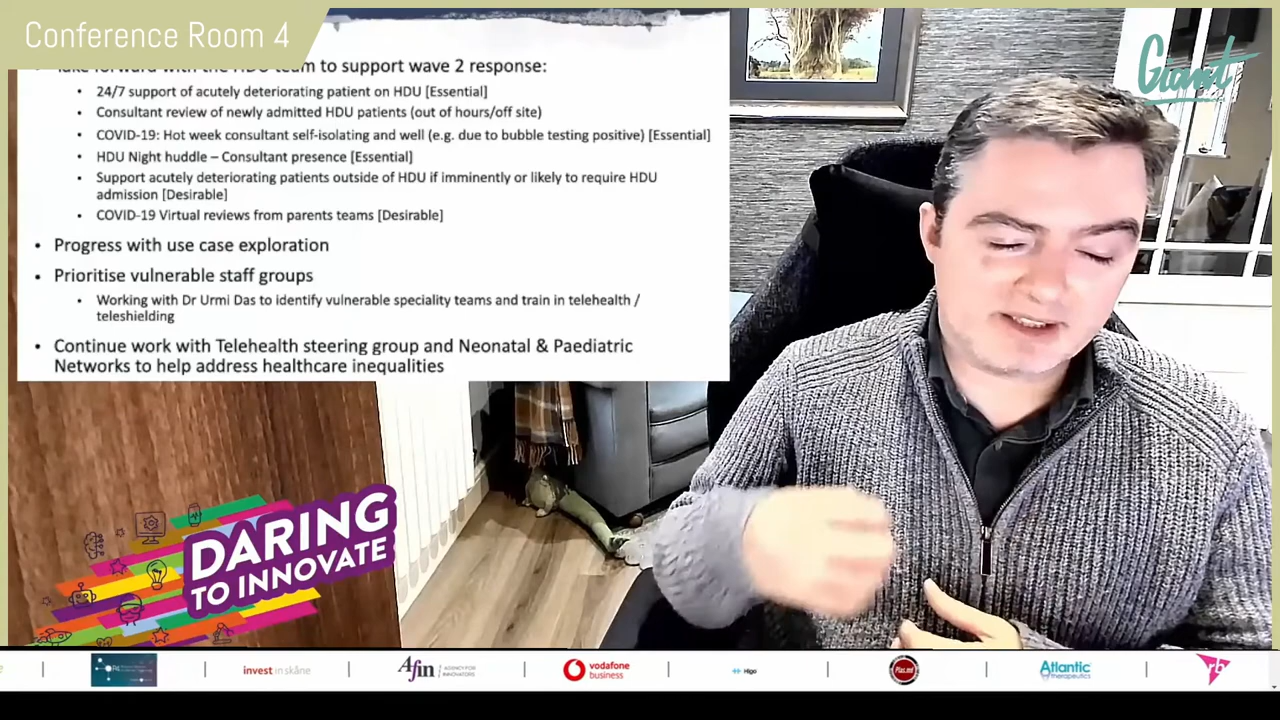 Conference Room 4
Giant
Take forward with the HDU team to support wave 2 response:
• 24/7 support of acutely deteriorating patient on HDU [Essential]
• Consultant review of newly admitted HDU patients (out of hours/off site)
• COVID-19: Hot week consultant self-isolating and well (e.g. due to bubble testing positive) [Essential]
• HDU Night huddle – Consultant presence [Essential]
• Support acutely deteriorating patients outside of HDU if imminently or likely to require HDU
admission [Desirable]
• COVID-19 Virtual reviews from parents teams [Desirable]
• Progress with use case exploration
• Prioritise vulnerable staff groups
• Working with Dr Urmi Das to identify vulnerable speciality teams and train in telehealth /
teleshielding
• Continue work with Telehealth steering group and Neonatal & Paediatric
Networks to help address healthcare inequalities
DARING
TO INNOVATE
invest in skåne
Afin AGENCY FOR
INNOVATORS
vodafone
business
Higo
Atlantic
therapeutics
rb